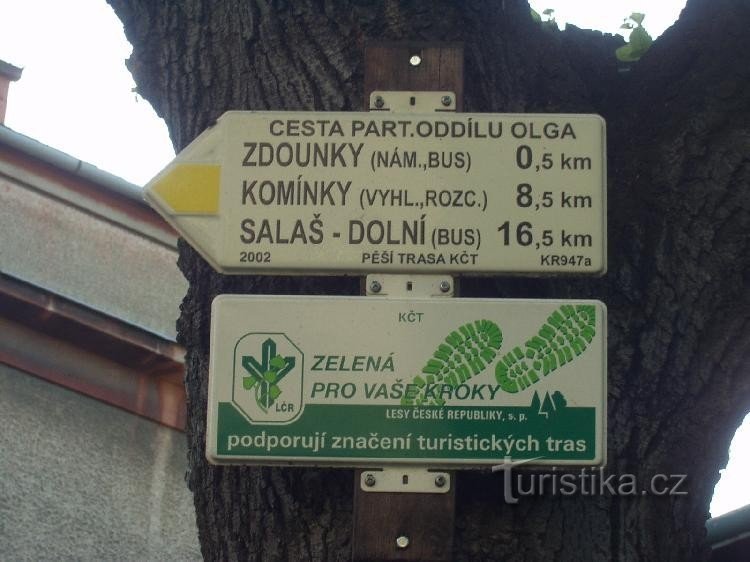 CESTA PART.ODDÍLU OLGA
ZDOUNKY (NÁM.,BUS) 0,5 km
KOMÍNKY (VYHL.,ROZC.) 8,5 km
SALAŠ - DOLNÍ (BUS) 16,5 km
2002 PĚŠÍ TRASA KČT KR947a
KČT
ZELENÁ
PRO VAŠE KROKY
LČR
LESY ČESKÉ REPUBLIKY, s. p.
podporují značení turistických tras
Turistika.cz